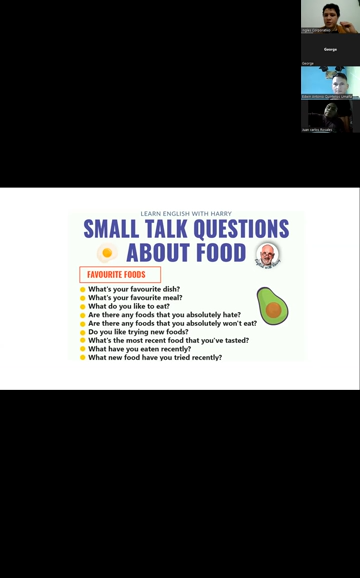 George
George
LEARN ENGLISH WITH HARRY
SMALL TALK QUESTIONS
ABOUT FOOD
FAVOURITE FOODS
What's your favourite dish?
What's your favourite meal?
What do you like to eat?
Are there any foods that you absolutely hate?
Are there any foods that you absolutely won't eat?
Do you like trying new foods?
What's the most recent food that you've tasted?
What have you eaten recently?
What new food have you tried recently?